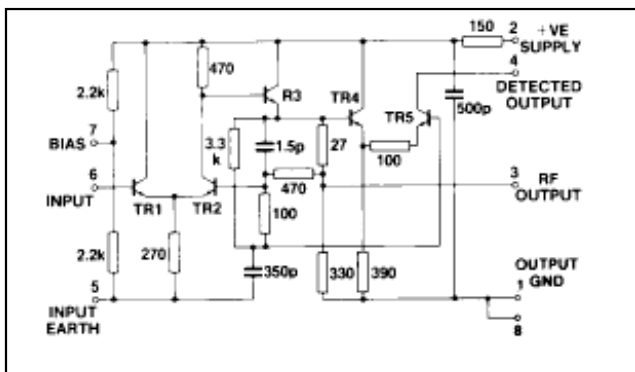 150
2
+VE
SUPPLY
4
DETECTED
OUTPUT
2.2k
470
R3
TR4
TR5
500p
7
BIAS
3.3
k
1.5p
27
100
6
INPUT
470
3
RF
OUTPUT
TR1
TR2
100
2.2k
270
350p
330
390
OUTPUT
GND
1
5
INPUT
EARTH
8